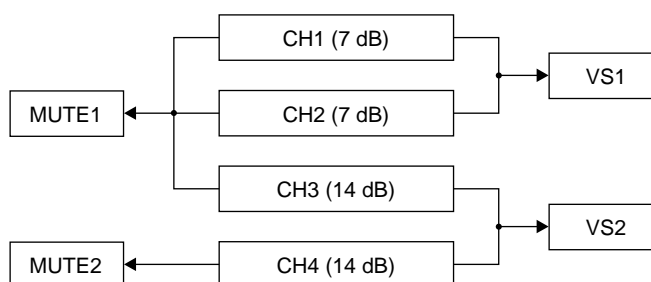 CH1 (7 dB)
VS1
MUTE1
CH2 (7 dB)
CH3 (14 dB)
VS2
MUTE2
CH4 (14 dB)